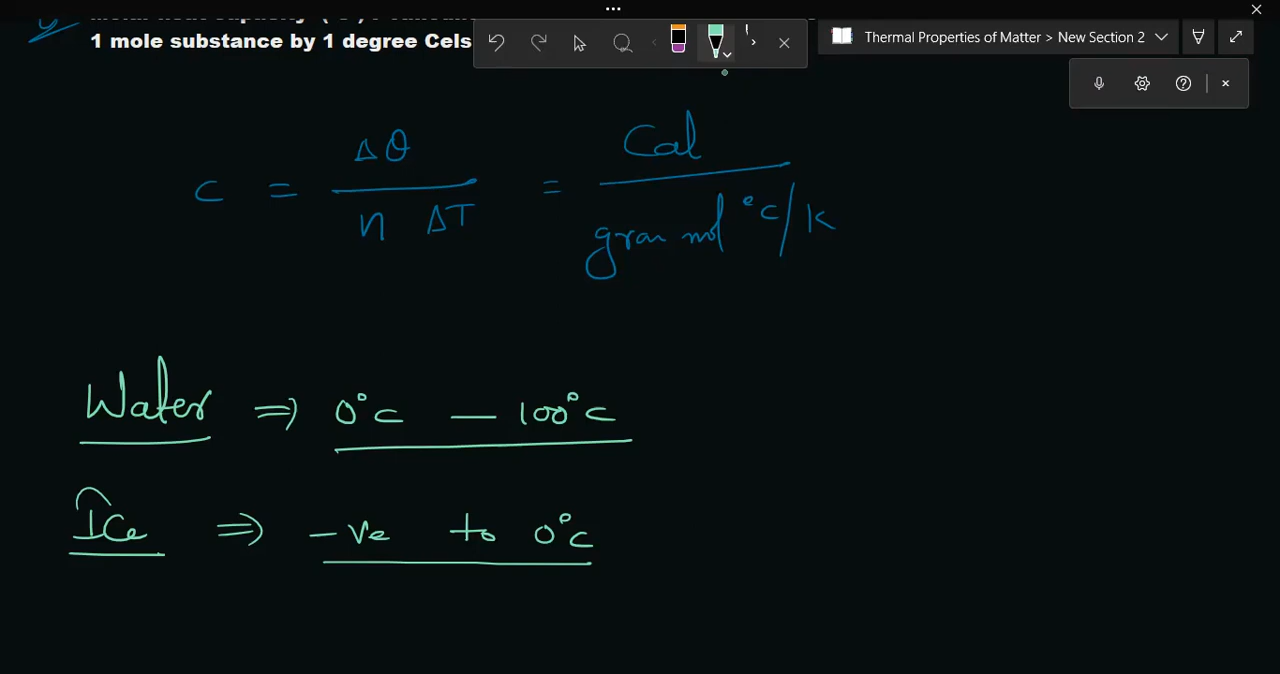 1 mole substance by 1 degree Cels
Thermal Properties of Matter > New Section 2
c = Δθ / n ΔT = Cal / gram mol °c/K
Water ⇒ 0°c — 100°c
Ice ⇒ -ve to 0°c